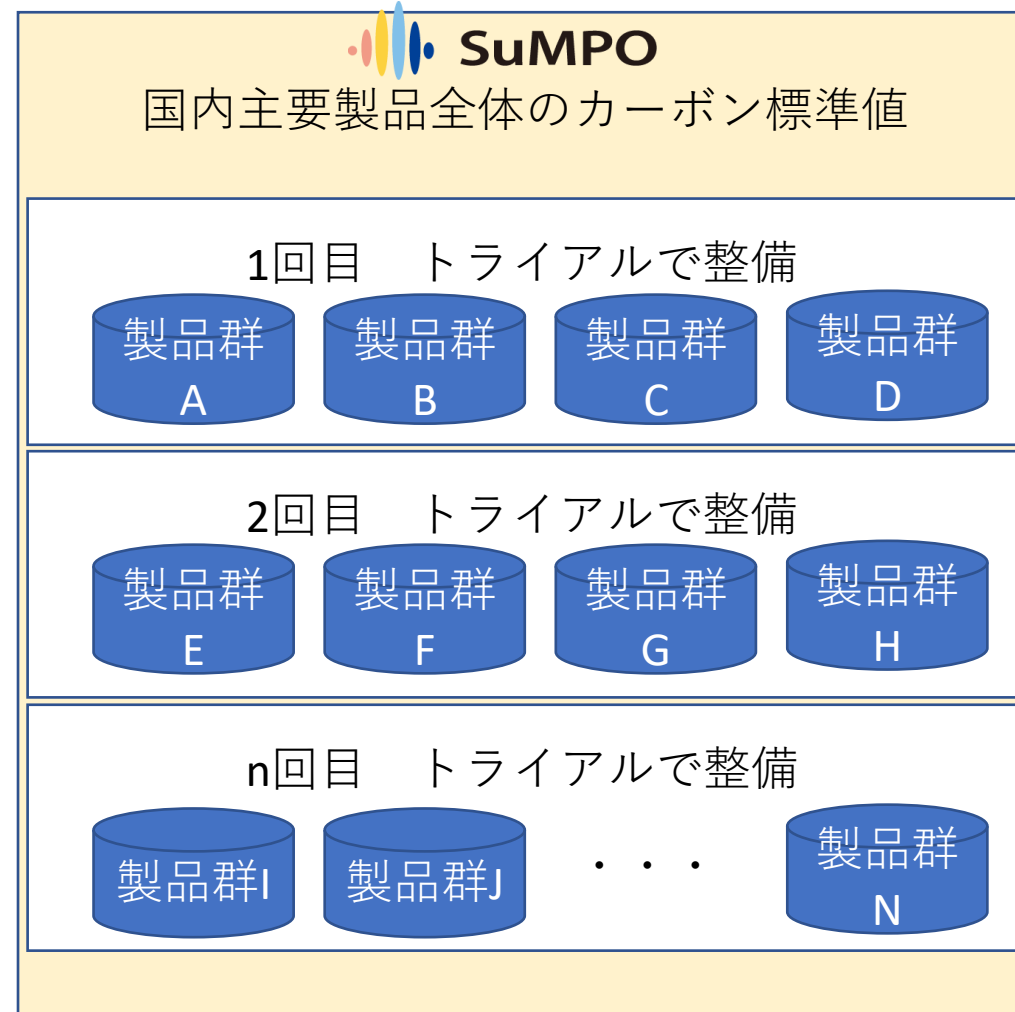 SuMPO
国内主要製品全体のカーボン標準値
1回目　トライアルで整備
製品群
A
製品群
B
製品群
C
製品群
D
2回目　トライアルで整備
製品群
E
製品群
F
製品群
G
製品群
H
n回目　トライアルで整備
製品群I
製品群J
・・・
製品群
N